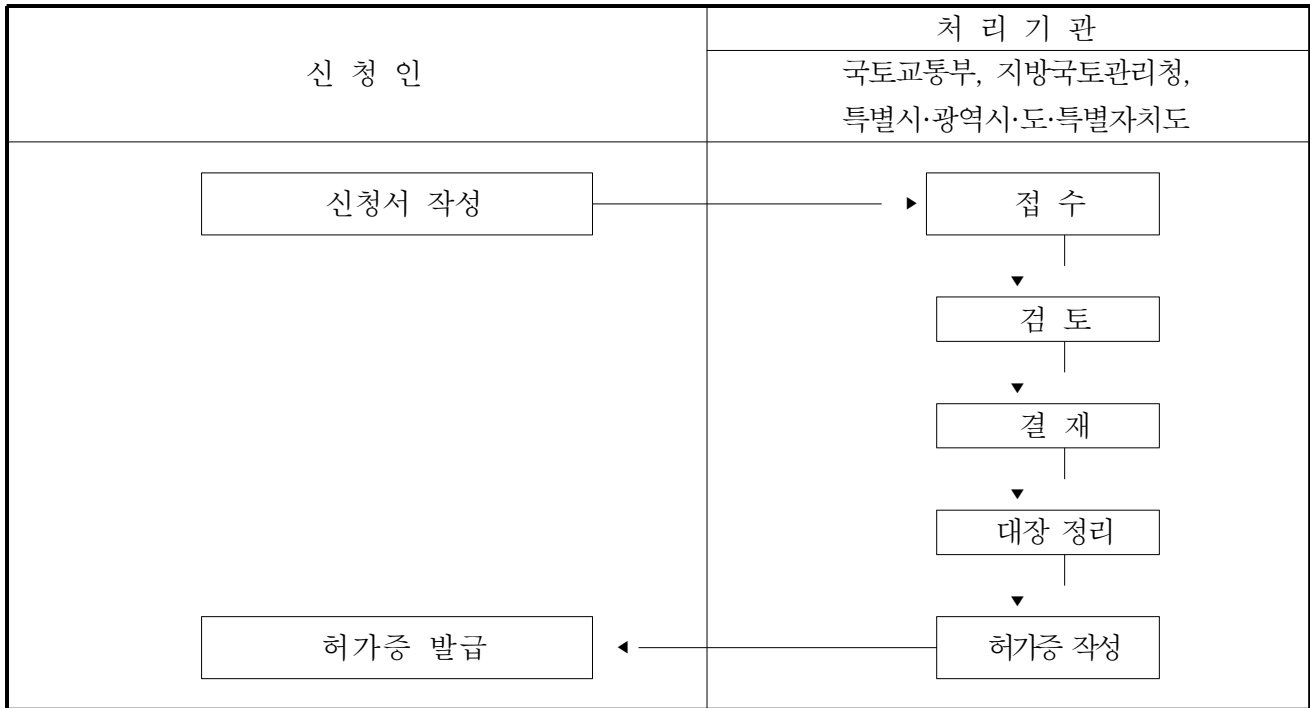 신 청 인
처 리 기 관
국토교통부, 지방국토관리청,
특별시·광역시·도·특별자치도
신청서 작성
접 수
검 토
결 재
대장 정리
허가증 발급
허가증 작성